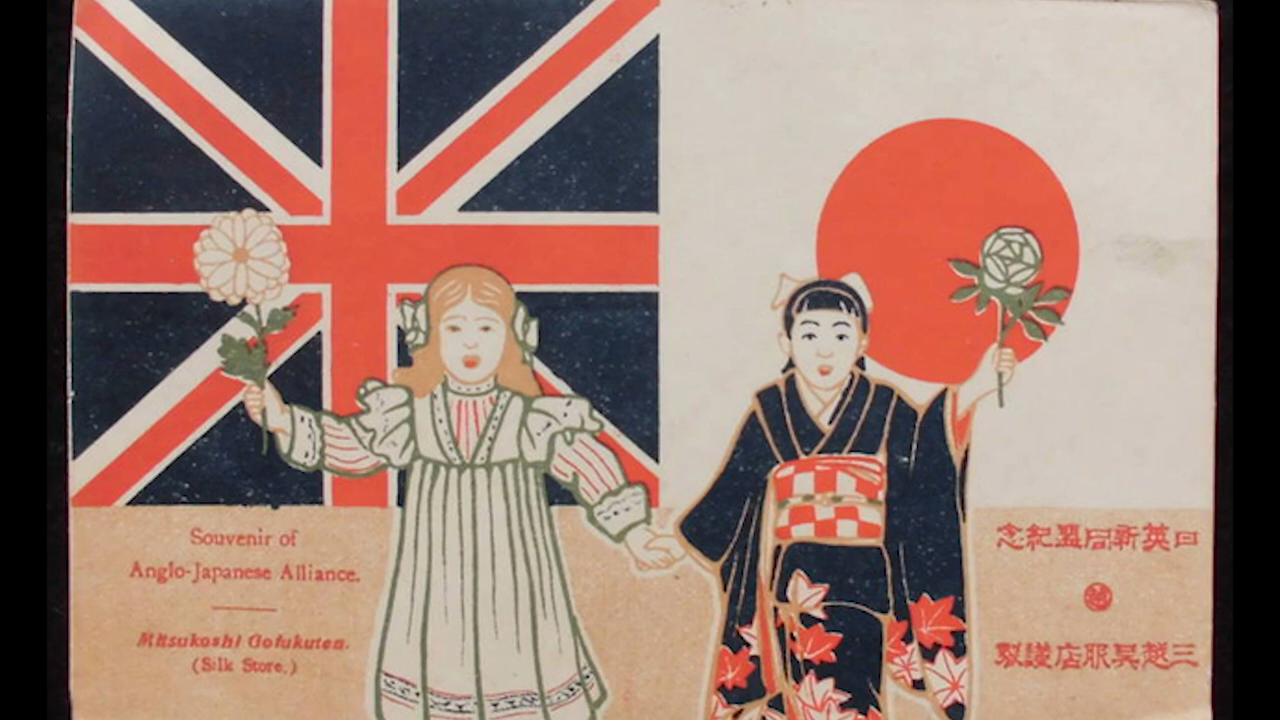 Souvenir of
Anglo-Japanese Alliance.
Mitsukoshi Gofukuten.
(Silk Store.)
日英新同盟紀念
三越呉服店謹製